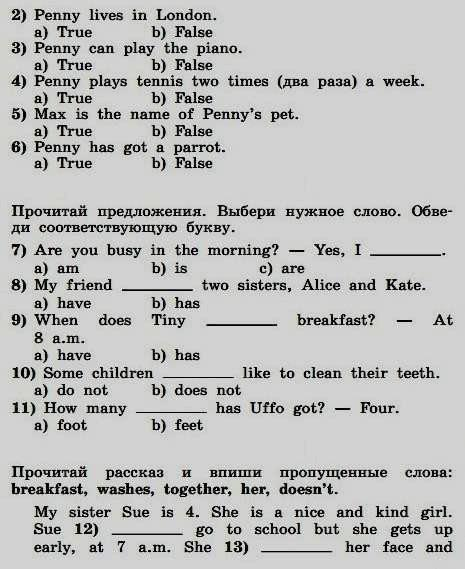 2) Penny lives in London.
a) True b) False
3) Penny can play the piano.
a) True b) False
4) Penny plays tennis two times (два раза) a week.
a) True b) False
5) Max is the name of Penny's pet.
a) True b) False
6) Penny has got a parrot.
a) True b) False
Прочитай предложения. Выбери нужное слово. Обве-
ди соответствующую букву.
7) Are you busy in the morning? — Yes, I ________.
a) am b) is c) are
8) My friend ________ two sisters, Alice and Kate.
a) have b) has
9) When does Tiny ________ breakfast? — At
8 a.m.
a) have b) has
10) Some children ________ like to clean their teeth.
a) do not b) does not
11) How many ________ has Uffo got? — Four.
a) foot b) feet
Прочитай рассказ и впиши пропущенные слова:
breakfast, washes, together, her, doesn't.
My sister Sue is 4. She is a nice and kind girl.
Sue 12) ________ go to school but she gets up
early, at 7 a.m. She 13) ________ her face and